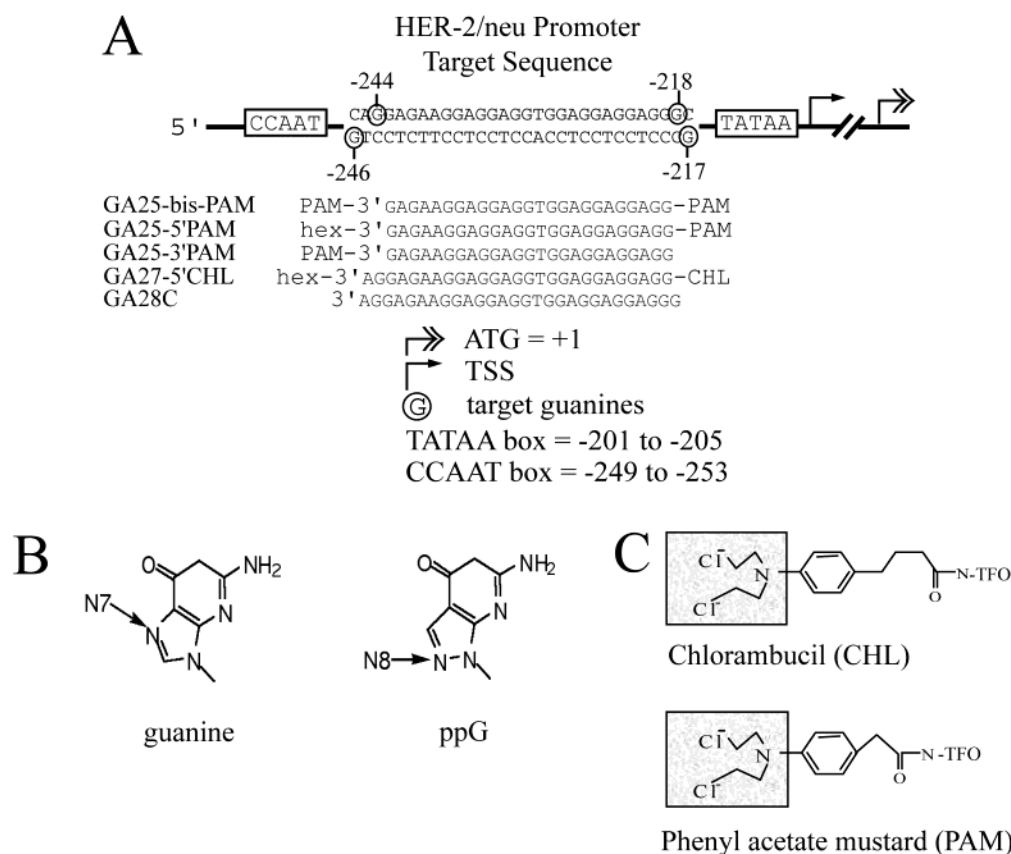 A
HER-2/neu Promoter
Target Sequence
-244
-218
5'
CCAAT
CAGGAGAAGGAGGAGGTGGAGGAGGAGGGC
GTCCTCTTCCTCCTCCACCTCCTCCTCCCG
TATAA
-246
-217
GA25-bis-PAM PAM-3'GAGAAGGAGGAGGTGGAGGAGGAGG-PAM
GA25-5'PAM hex-3'GAGAAGGAGGAGGTGGAGGAGGAGG-PAM
GA25-3'PAM PAM-3'GAGAAGGAGGAGGTGGAGGAGGAGG
GA27-5'CHL hex-3'AGGAGAAGGAGGAGGTGGAGGAGGAGG-CHL
GA28C 3'AGGAGAAGGAGGAGGTGGAGGAGGAGGG
ATG = +1
TSS
G target guanines
TATAA box = -201 to -205
CCAAT box = -249 to -253
B
O
NH2
N7
N
N
N
guanine
O
NH2
N
N8
N
N
ppG
C
Cl
N
Cl
O
N-TFO
Chlorambucil (CHL)
Cl
N
Cl
O
N-TFO
Phenyl acetate mustard (PAM)